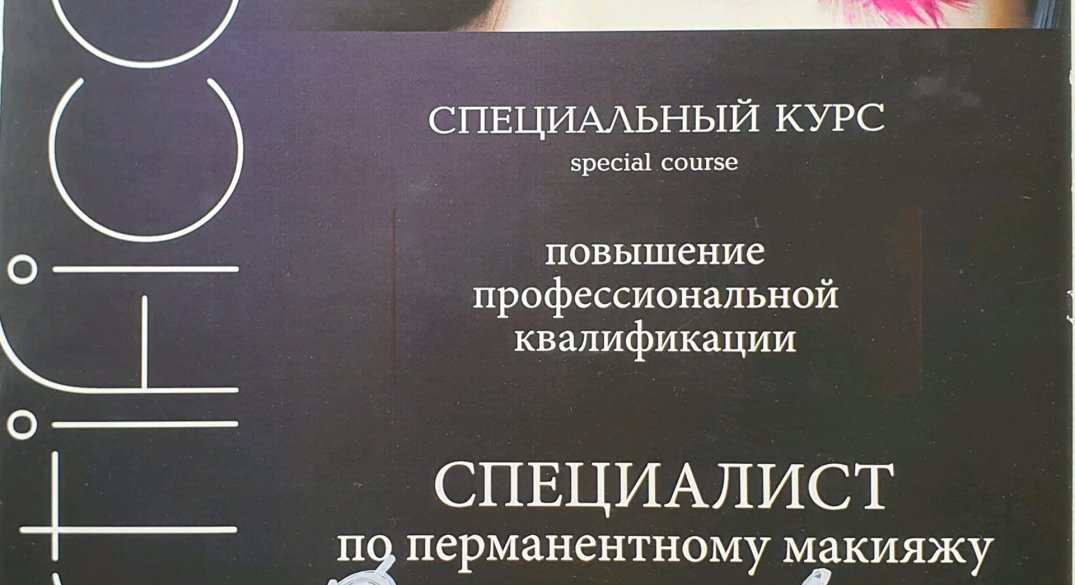 СПЕЦИАЛЬНЫЙ КУРС
special course
повышение
профессиональной
квалификации
СПЕЦИАЛИСТ
по перманентному макияжу